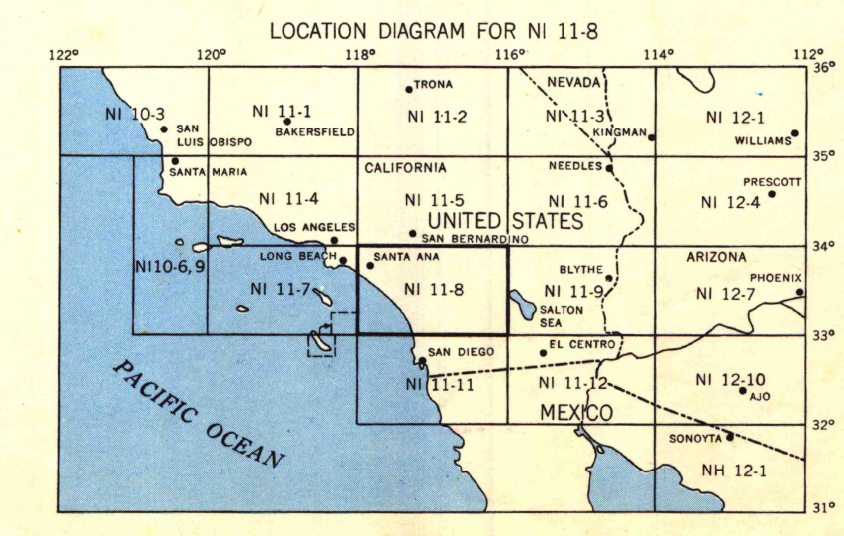 LOCATION DIAGRAM FOR NI 11-8
122° 120° 118° 116° 114° 112°
36°
TRONA
NEVADA
NI 10-3
NI 11-1
NI 11-2
NI 11-3
NI 12-1
SAN
LUIS OBISPO
BAKERSFIELD
KINGMAN
WILLIAMS
35°
SANTA MARIA
CALIFORNIA
NEEDLES
PRESCOTT
NI 11-4
NI 11-5
NI 11-6
NI 12-4
UNITED STATES
LOS ANGELES
SAN BERNARDINO
34°
LONG BEACH
SANTA ANA
ARIZONA
NI10-6,9
BLYTHE
PHOENIX
NI 11-7
NI 11-8
NI 11-9
NI 12-7
SALTON
SEA
33°
SAN DIEGO
EL CENTRO
NI 11-11
NI 11-12
NI 12-10
AJO
PACIFIC OCEAN
MEXICO
32°
SONOYTA
NH 12-1
31°